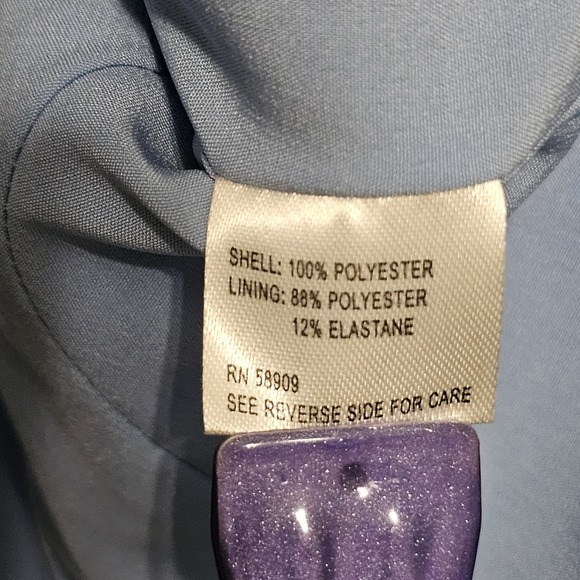 SHELL: 100% POLYESTER
LINING: 88% POLYESTER
12% ELASTANE
RN 58909
SEE REVERSE SIDE FOR CARE